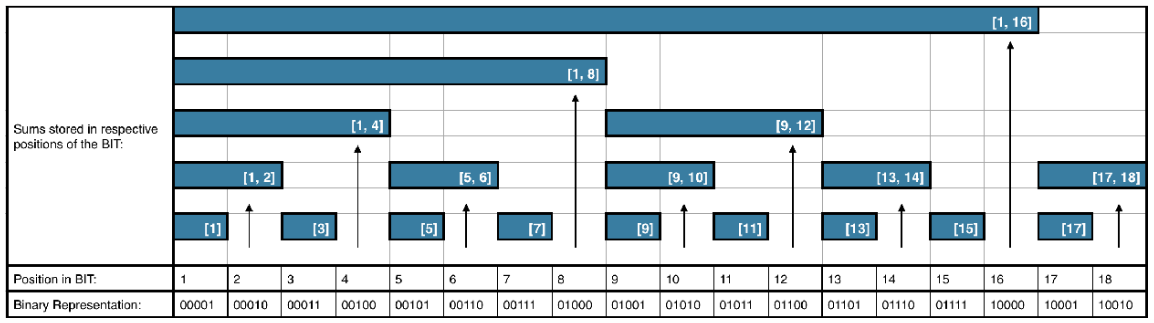 [1, 16]
[1, 8]
[1, 4] [9, 12]
Sums stored in respective
positions of the BIT:
[1, 2] [5, 6] [9, 10] [13, 14] [17, 18]
[1] [3] [5] [7] [9] [11] [13] [15] [17]
Position in BIT: 1 2 3 4 5 6 7 8 9 10 11 12 13 14 15 16 17 18
Binary Representation: 00001 00010 00011 00100 00101 00110 00111 01000 01001 01010 01011 01100 01101 01110 01111 10000 10001 10010